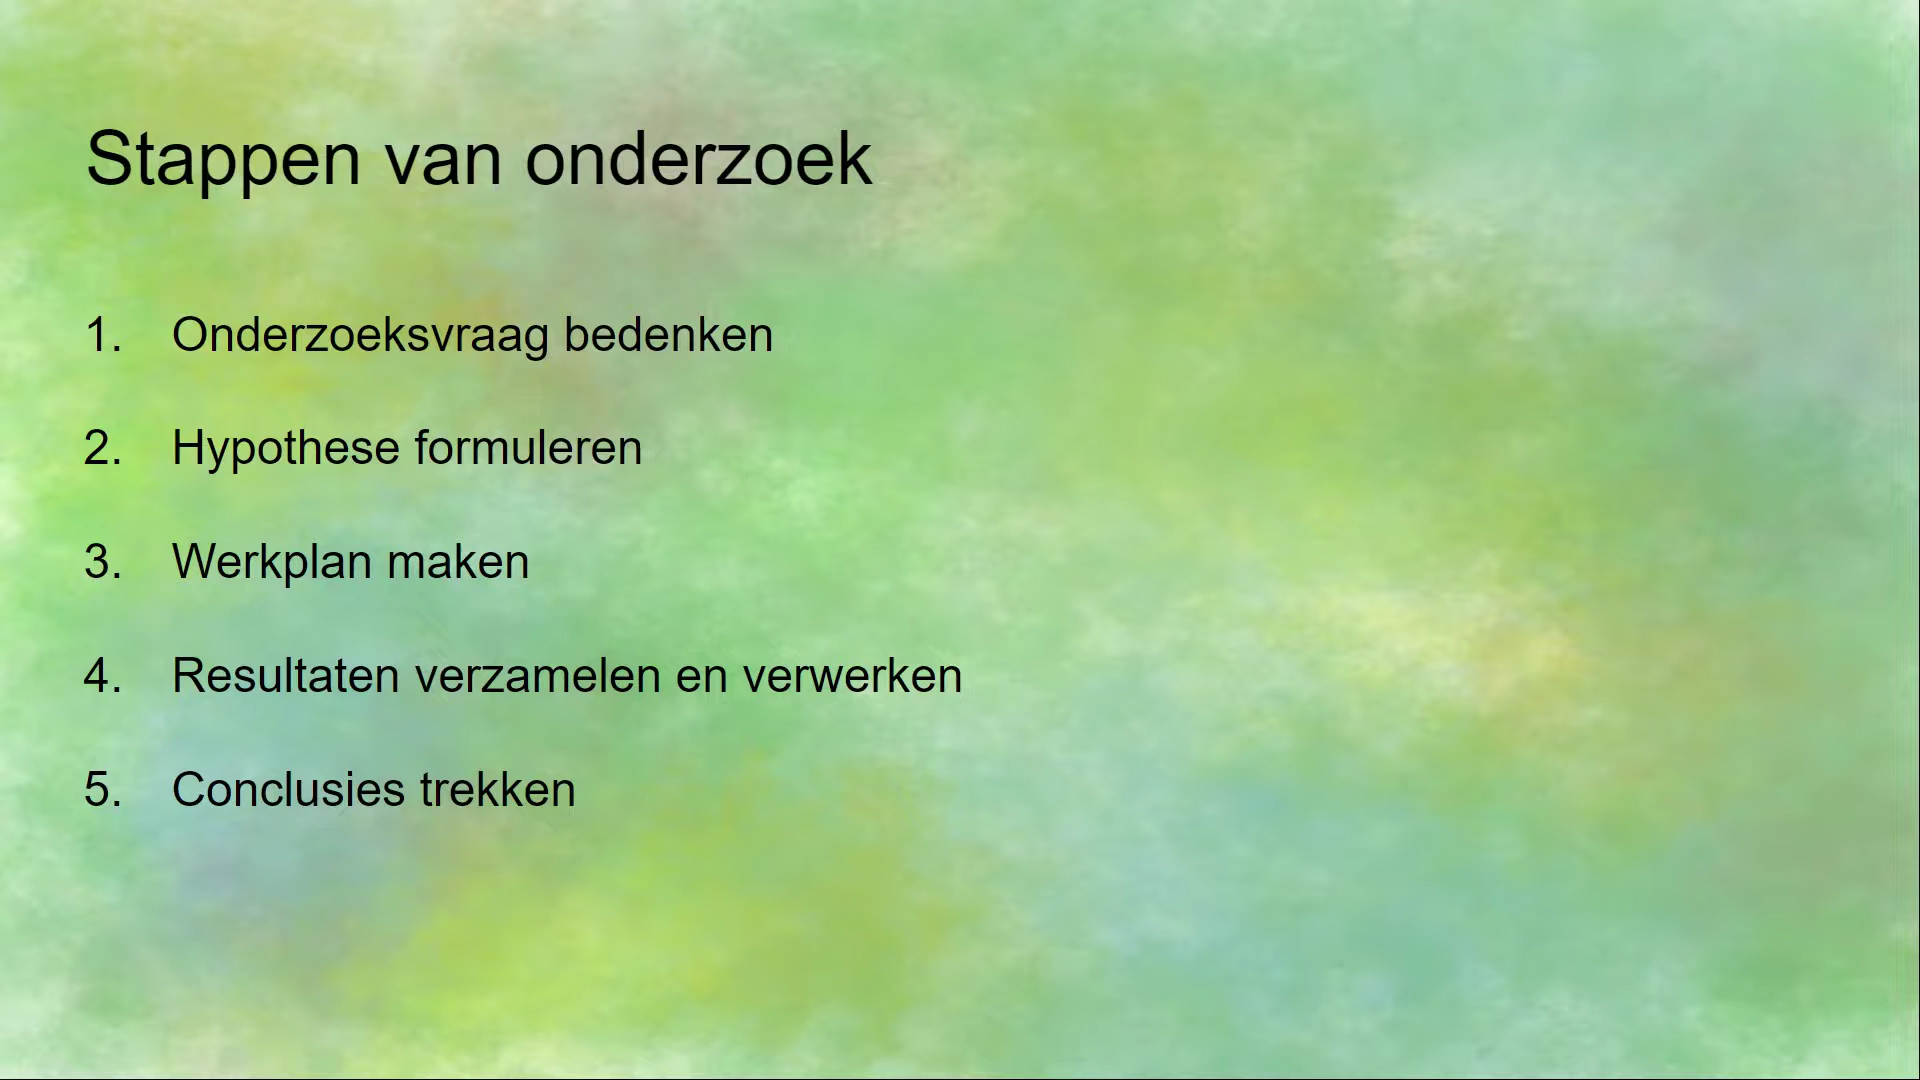 Stappen van onderzoek
1. Onderzoeksvraag bedenken
2. Hypothese formuleren
3. Werkplan maken
4. Resultaten verzamelen en verwerken
5. Conclusies trekken